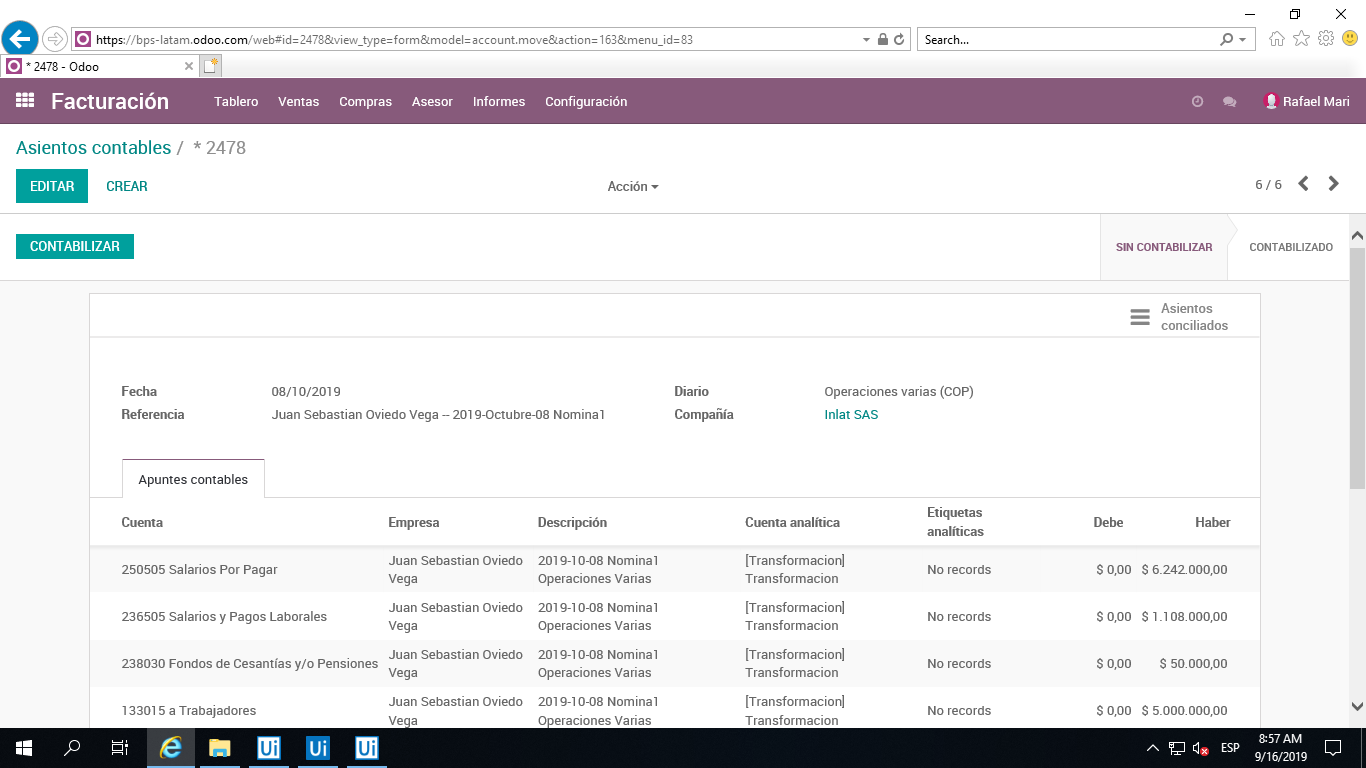 https://bps-latam.odoo.com/web#id=2478&view_type=form&model=account.move&action=163&menu_id=83
Search...
* 2478 - Odoo
Facturación Tablero Ventas Compras Asesor Informes Configuración Rafael Mari
Asientos contables / * 2478
EDITAR CREAR Acción 6 / 6
CONTABILIZAR SIN CONTABILIZAR CONTABILIZADO
Asientos
conciliados
Fecha 08/10/2019 Diario Operaciones varias (COP)
Referencia Juan Sebastian Oviedo Vega -- 2019-Octubre-08 Nomina1 Compañía Inlat SAS
Apuntes contables
Cuenta Empresa Descripción Cuenta analítica Etiquetas analíticas Debe Haber
250505 Salarios Por Pagar Juan Sebastian Oviedo Vega 2019-10-08 Nomina1 Operaciones Varias [Transformacion] Transformacion No records $ 0,00 $ 6.242.000,00
236505 Salarios y Pagos Laborales Juan Sebastian Oviedo Vega 2019-10-08 Nomina1 Operaciones Varias [Transformacion] Transformacion No records $ 0,00 $ 1.108.000,00
238030 Fondos de Cesantías y/o Pensiones Juan Sebastian Oviedo Vega 2019-10-08 Nomina1 Operaciones Varias [Transformacion] Transformacion No records $ 0,00 $ 50.000,00
133015 a Trabajadores Juan Sebastian Oviedo Vega 2019-10-08 Nomina1 Operaciones Varias [Transformacion] Transformacion No records $ 0,00 $ 5.000.000,00
Ui Ui Ui ESP 8:57 AM
9/16/2019